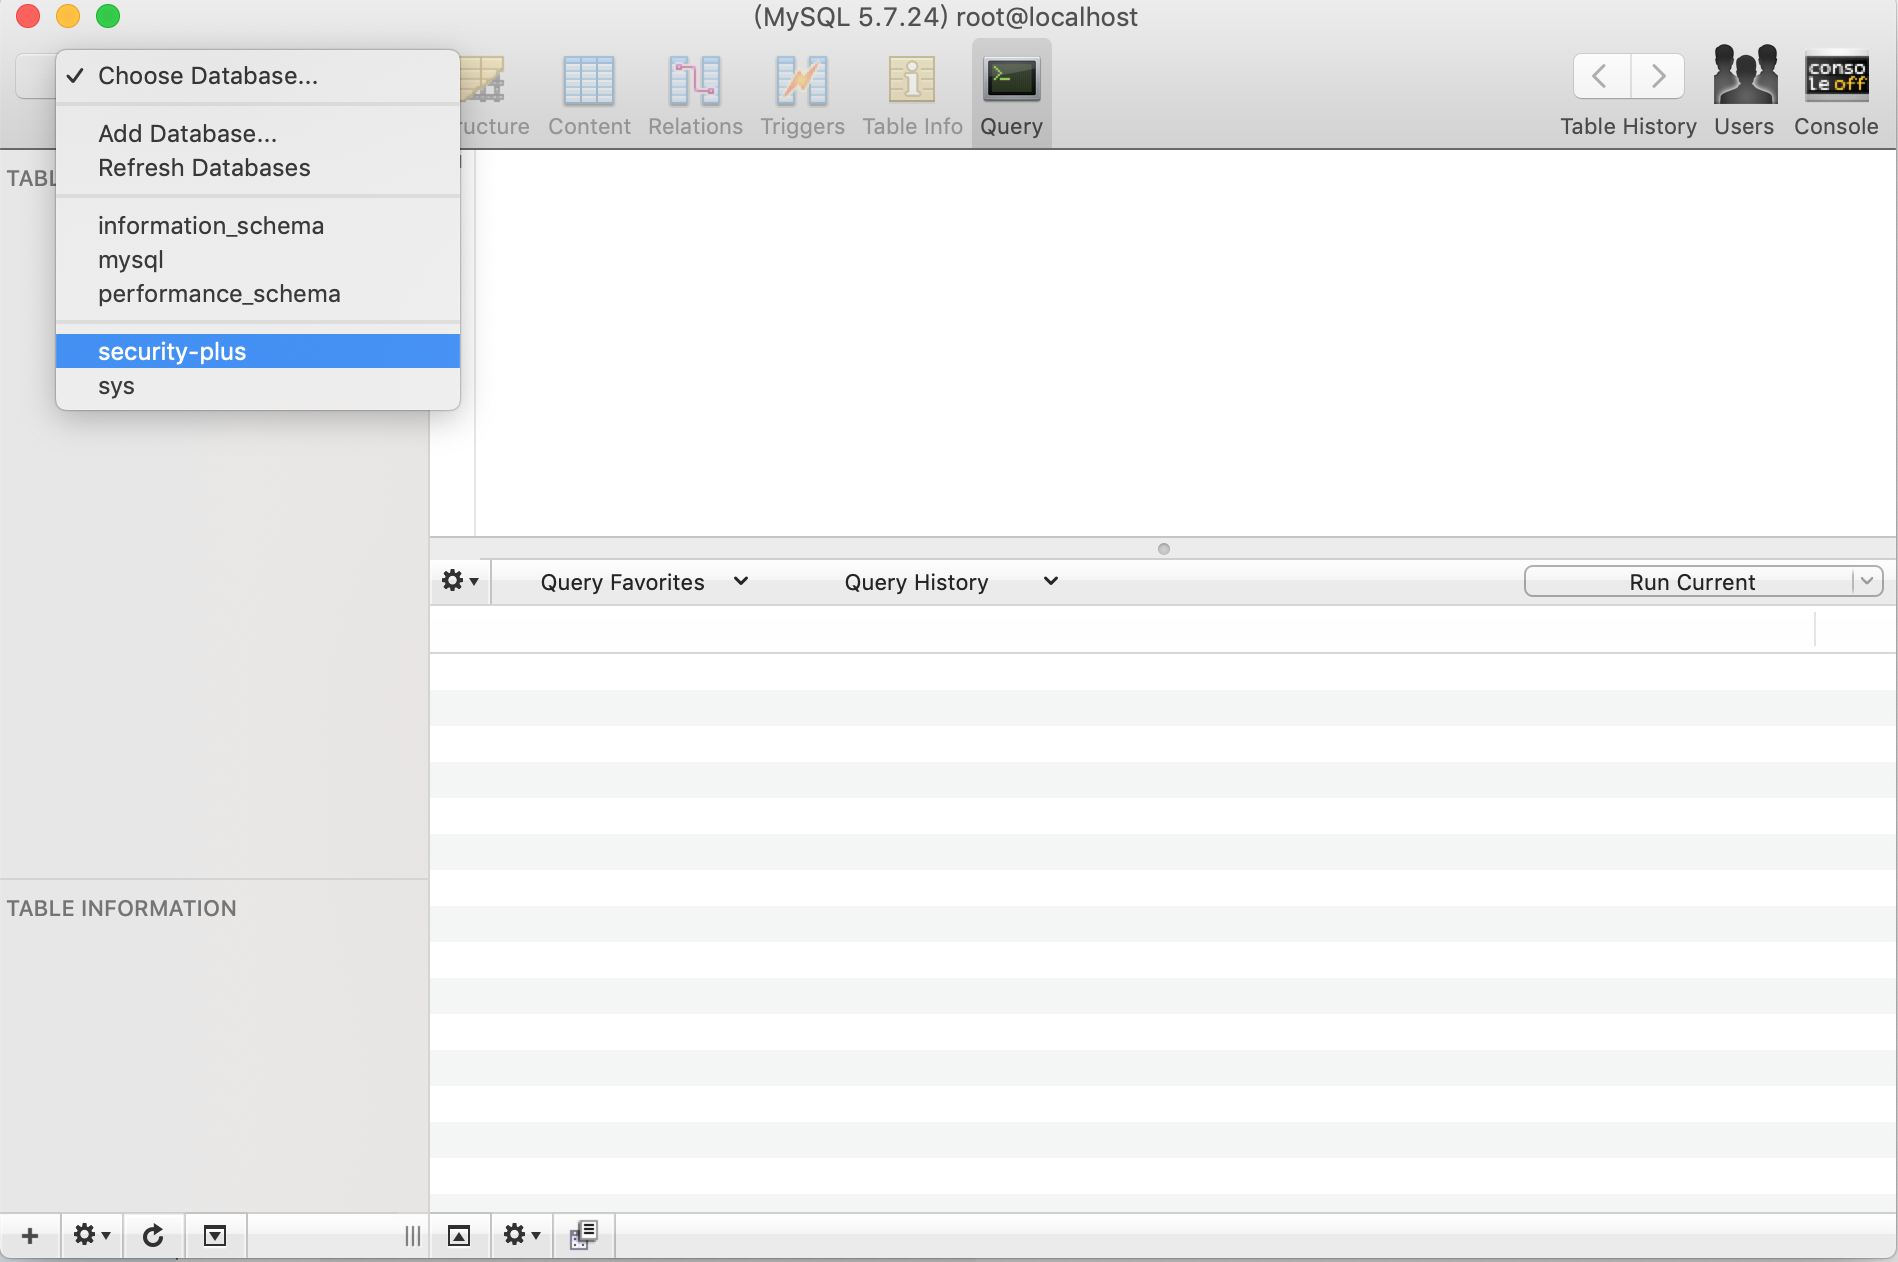 (MySQL 5.7.24) root@localhost
✓ Choose Database...
Add Database...
Refresh Databases
information_schema
mysql
performance_schema
security-plus
sys
ucture
Content
Relations
Triggers
Table Info
Query
Table History
Users
Console
conso
le off
TABL
Query Favorites
Query History
Run Current
TABLE INFORMATION